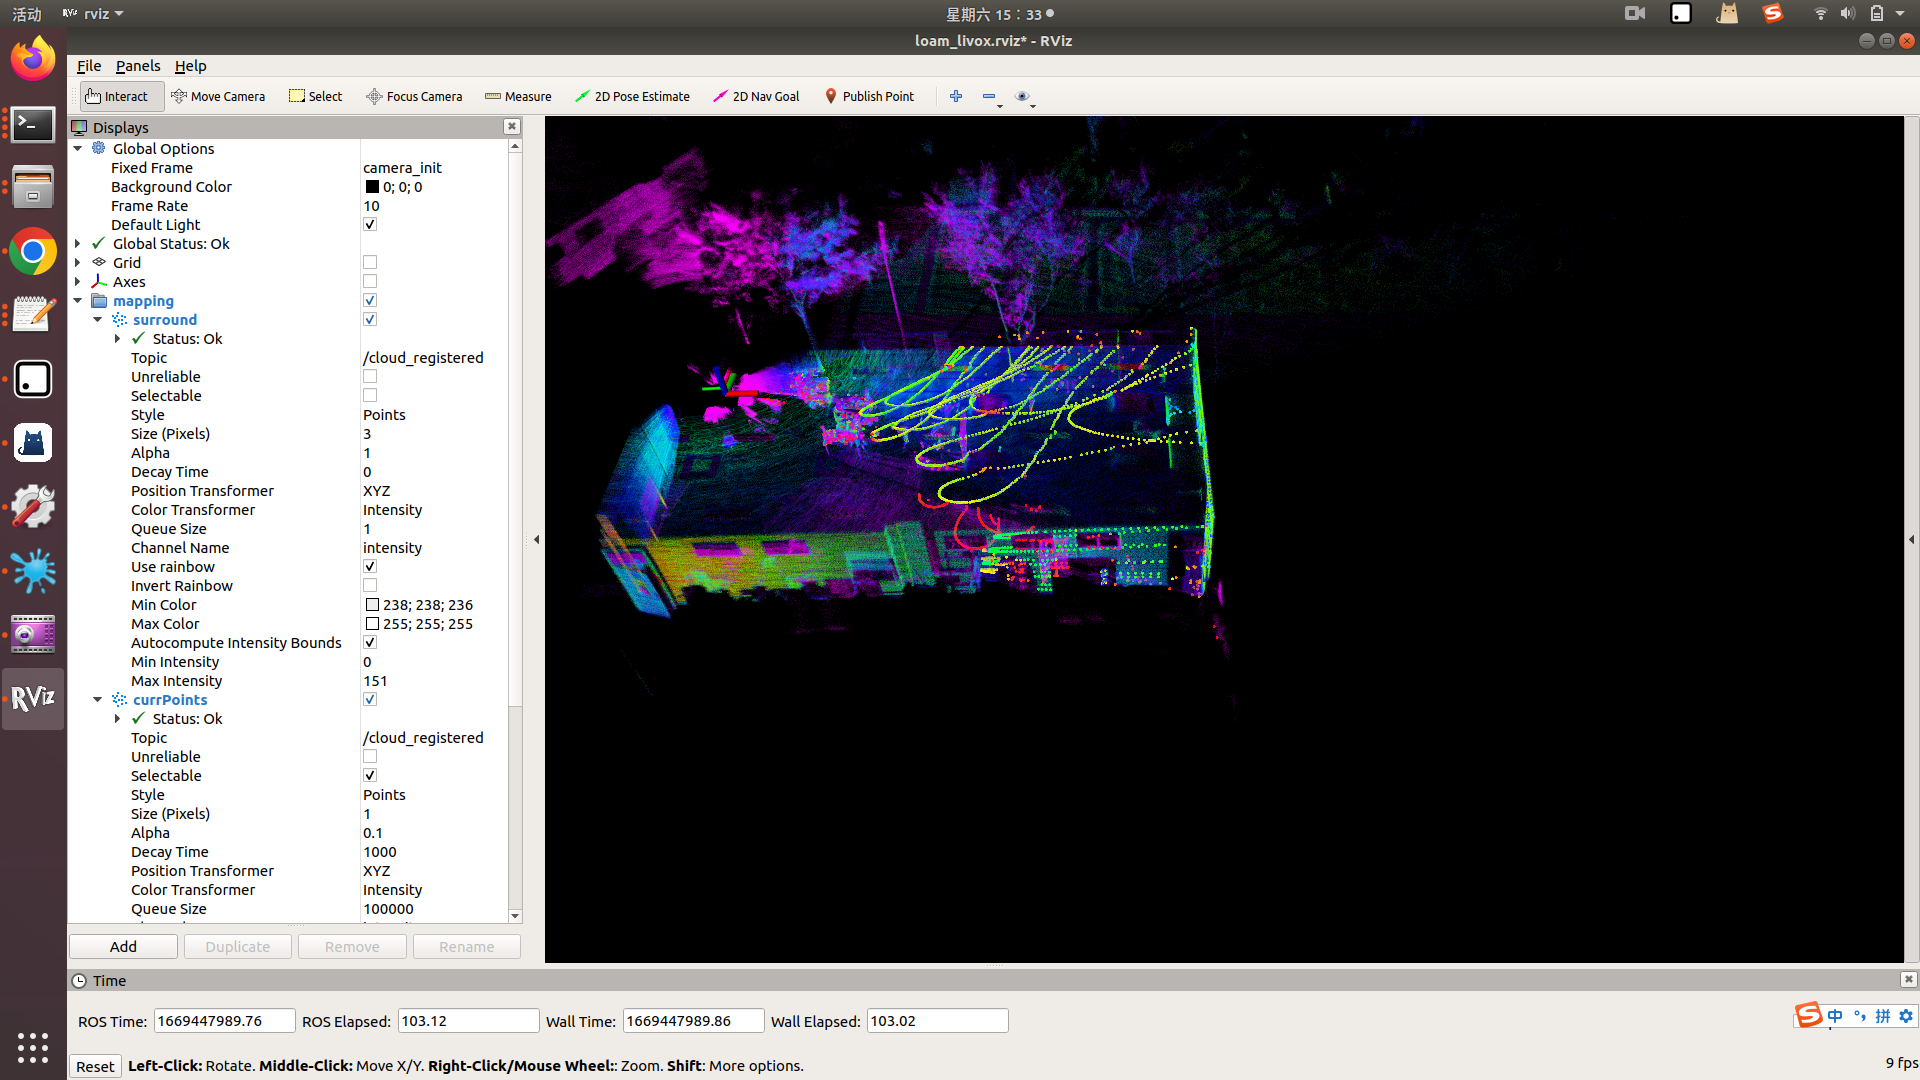 活动 RViz rviz
星期六 15：33
loam_livox.rviz* - RViz
File Panels Help
Interact Move Camera Select Focus Camera Measure 2D Pose Estimate 2D Nav Goal Publish Point
Displays
Global Options
Fixed Frame camera_init
Background Color 0; 0; 0
Frame Rate 10
Default Light
Global Status: Ok
Grid
Axes
mapping
surround
Status: Ok
Topic /cloud_registered
Unreliable
Selectable
Style Points
Size (Pixels) 3
Alpha 1
Decay Time 0
Position Transformer XYZ
Color Transformer Intensity
Queue Size 1
Channel Name intensity
Use rainbow
Invert Rainbow
Min Color 238; 238; 236
Max Color 255; 255; 255
Autocompute Intensity Bounds
Min Intensity 0
Max Intensity 151
currPoints
Status: Ok
Topic /cloud_registered
Unreliable
Selectable
Style Points
Size (Pixels) 1
Alpha 0.1
Decay Time 1000
Position Transformer XYZ
Color Transformer Intensity
Queue Size 100000
Add Duplicate Remove Rename
RViz
Time
ROS Time: 1669447989.76 ROS Elapsed: 103.12 Wall Time: 1669447989.86 Wall Elapsed: 103.02
S 中 °, 拼
Reset Left-Click: Rotate. Middle-Click: Move X/Y. Right-Click/Mouse Wheel:: Zoom. Shift: More options.
9 fps